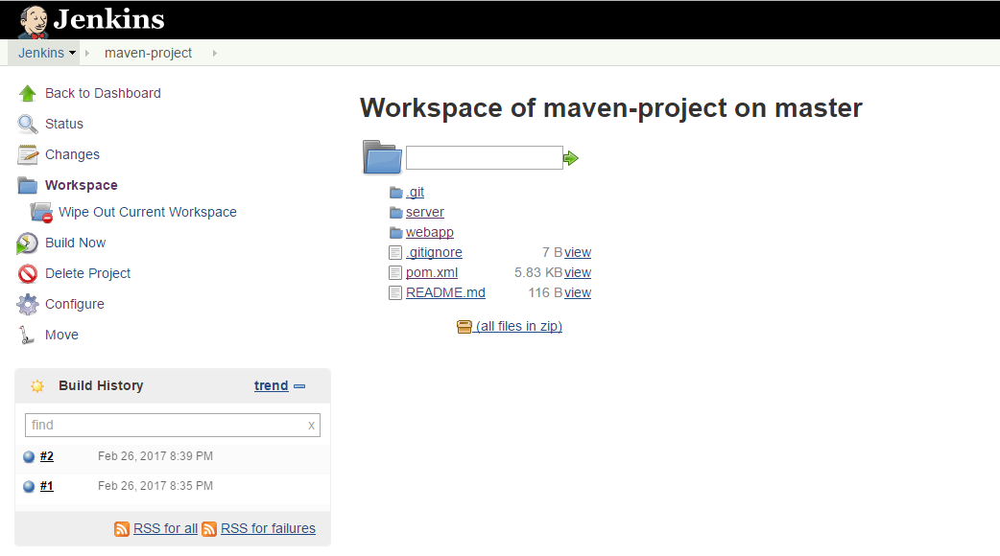 Jenkins
Jenkins maven-project
Back to Dashboard
Status
Changes
Workspace
Wipe Out Current Workspace
Build Now
Delete Project
Configure
Move
Build History trend
find x
#2 Feb 26, 2017 8:39 PM
#1 Feb 26, 2017 8:35 PM
RSS for all RSS for failures
Workspace of maven-project on master
.git
server
webapp
.gitignore 7 B view
pom.xml 5.83 KB view
README.md 116 B view
(all files in zip)